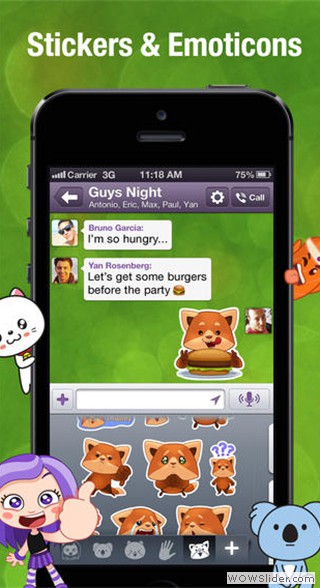 Stickers & Emoticons
Carrier 3G 11:18 AM 75%
Guys Night
Antonio, Eric, Max, Paul, Yan
Call
Bruno Garcia:
I'm so hungry...
Yan Rosenberg:
Let's get some burgers
before the party
???
WOWSlider.com